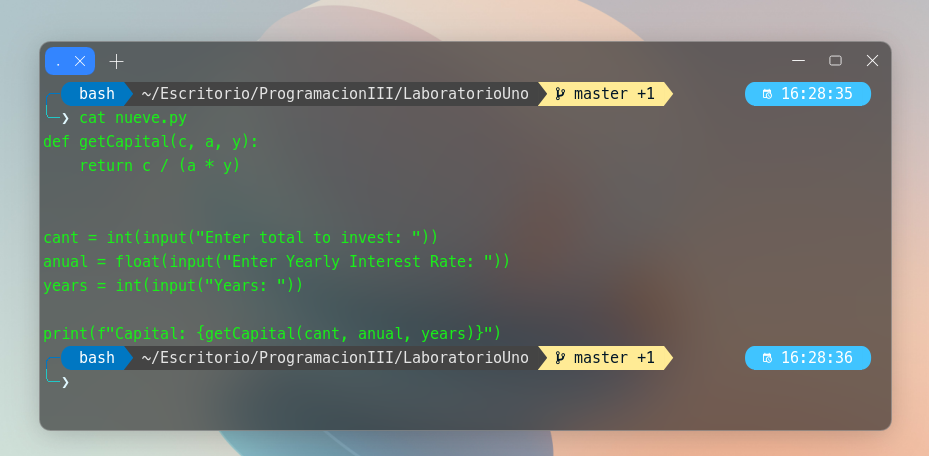 .
bash ~/Escritorio/ProgramacionIII/LaboratorioUno master +1 16:28:35
❯ cat nueve.py
def getCapital(c, a, y):
    return c / (a * y)
cant = int(input("Enter total to invest: "))
anual = float(input("Enter Yearly Interest Rate: "))
years = int(input("Years: "))
print(f"Capital: {getCapital(cant, anual, years)}")
bash ~/Escritorio/ProgramacionIII/LaboratorioUno master +1 16:28:36
❯